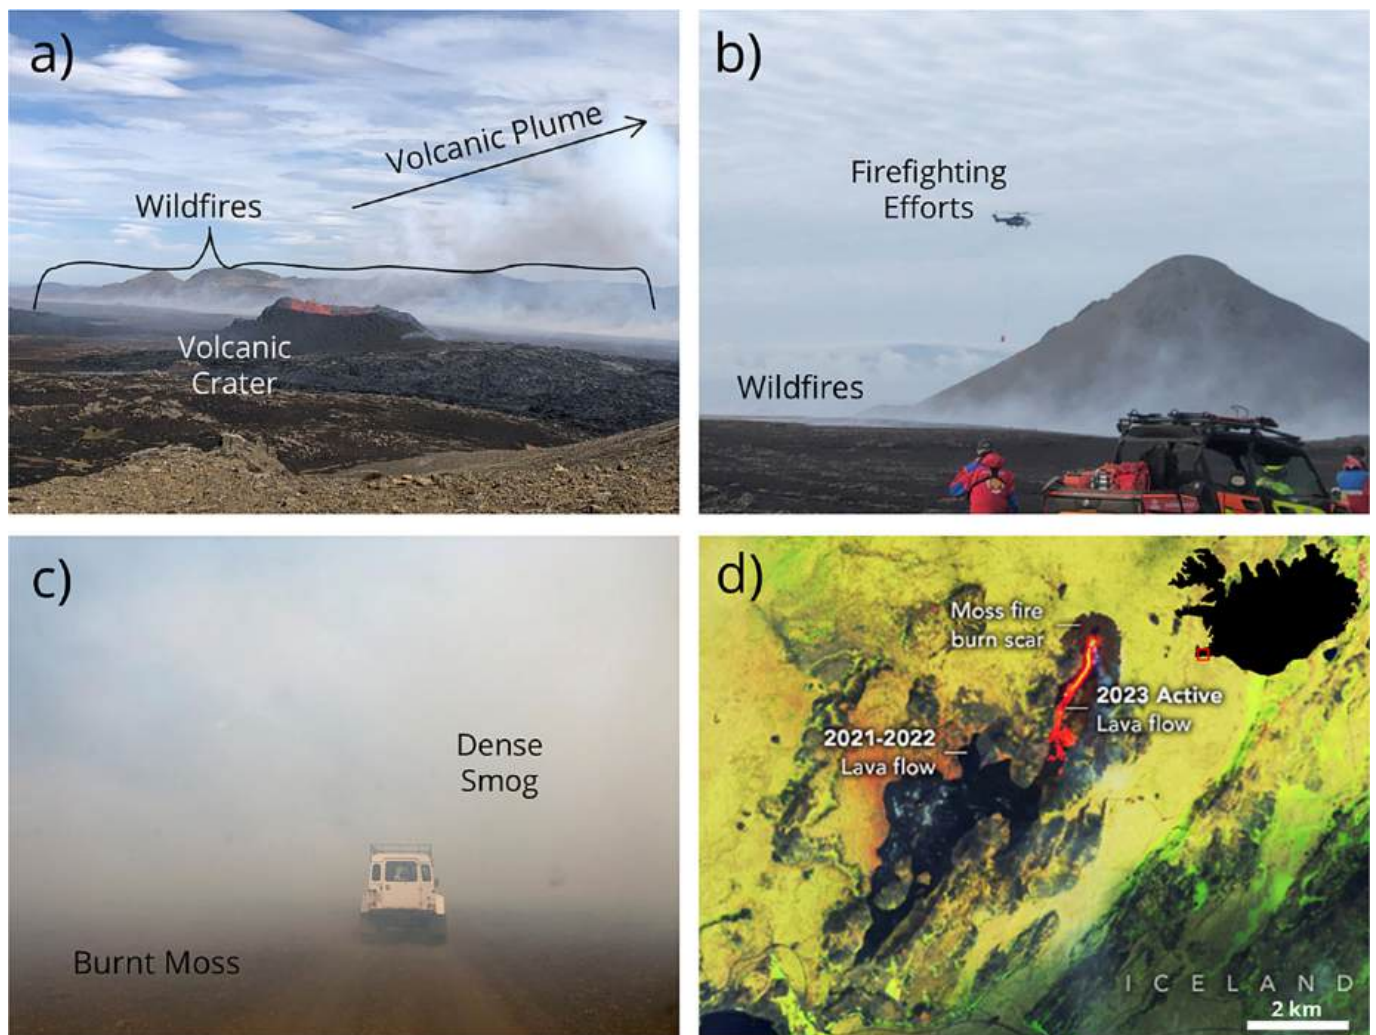 a)
Volcanic Plume
Wildfires
Volcanic
Crater
b)
Firefighting
Efforts
Wildfires
c)
Dense
Smog
Burnt Moss
d)
Moss fire
burn scar
2023 Active
Lava flow
2021-2022
Lava flow
ICELAND
2 km